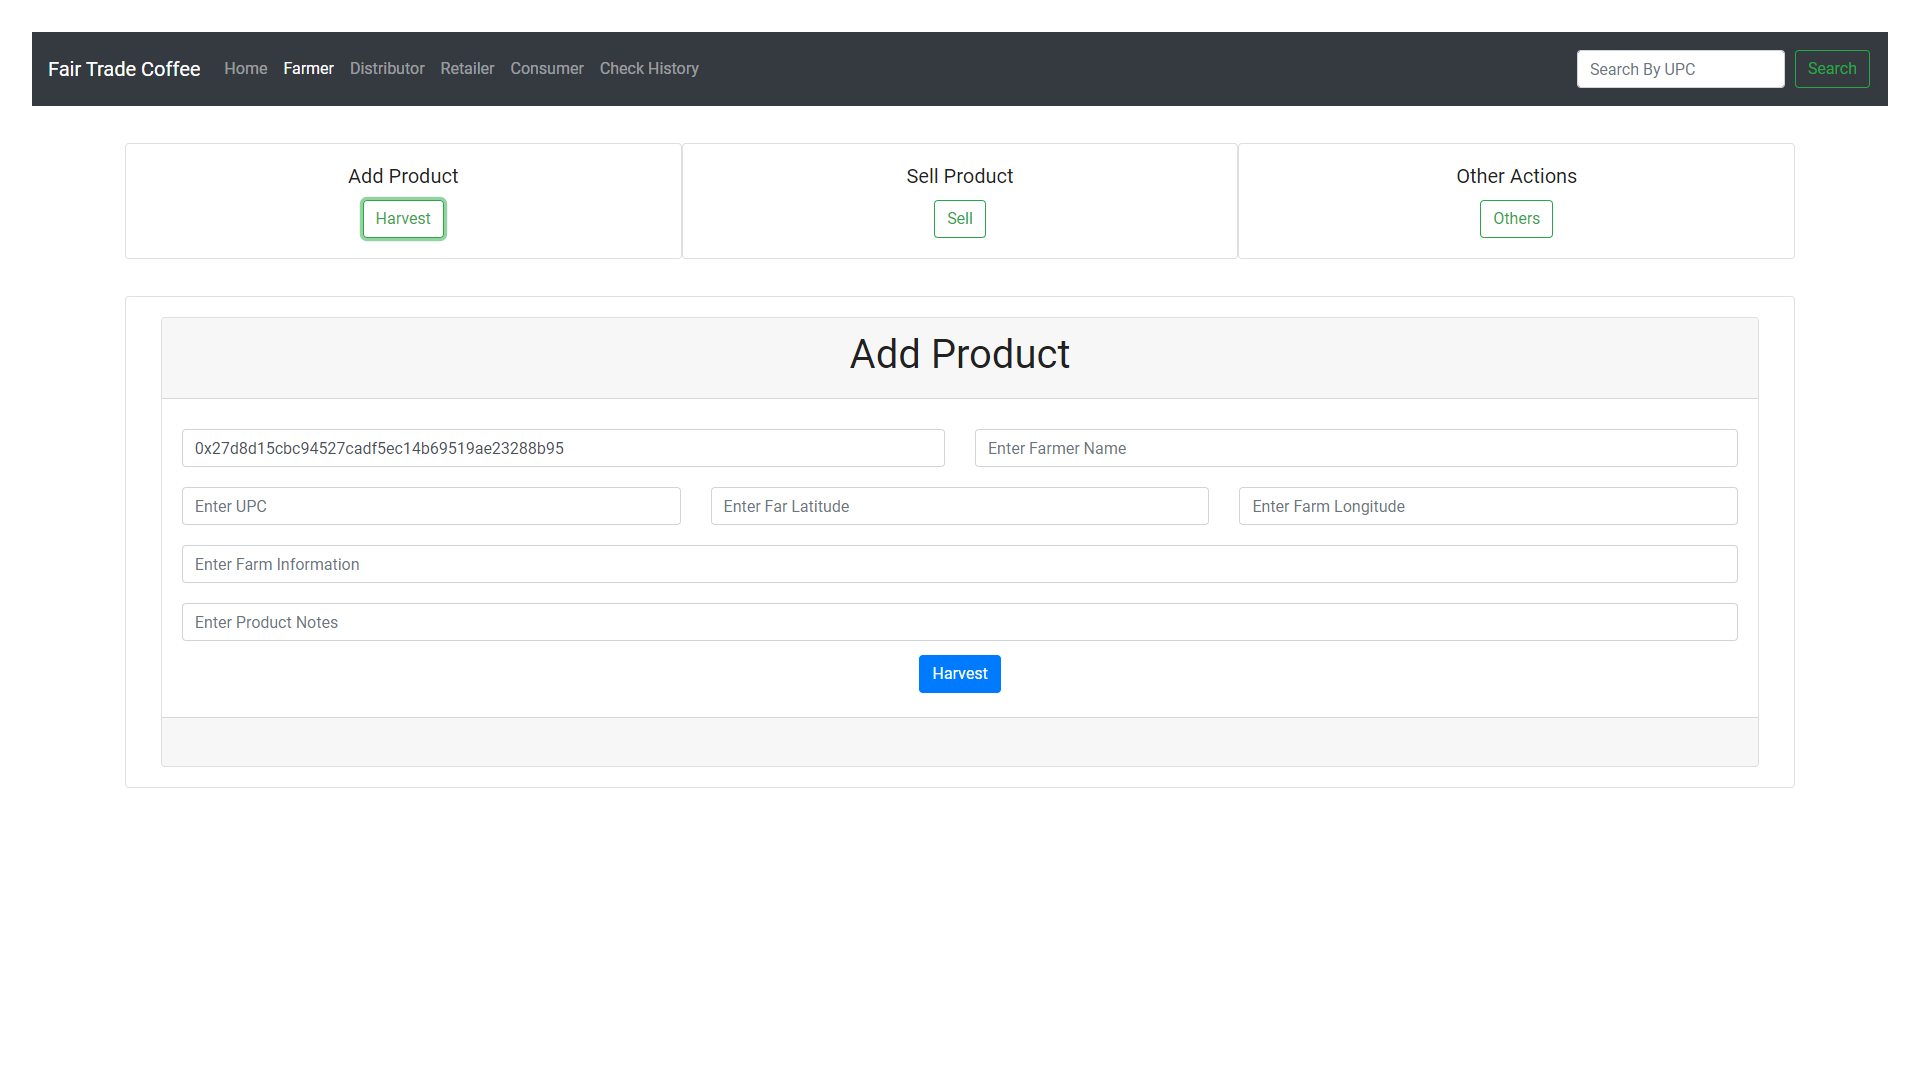 Fair Trade Coffee Home Farmer Distributor Retailer Consumer Check History Search By UPC Search
Add Product Sell Product Other Actions
Harvest Sell Others
Add Product
0x27d8d15cbc94527cadf5ec14b69519ae23288b95 Enter Farmer Name
Enter UPC Enter Far Latitude Enter Farm Longitude
Enter Farm Information
Enter Product Notes
Harvest